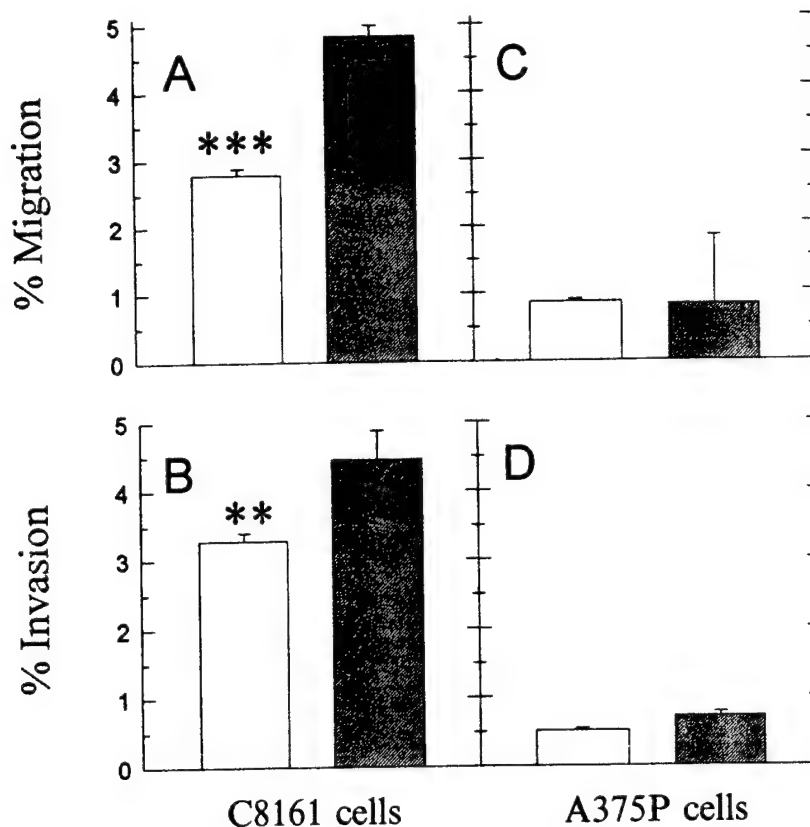 % Migration
5
4
3
2
1
0
A
***
C
% Invasion
5
4
3
2
1
0
B
**
D
C8161 cells
A375P cells